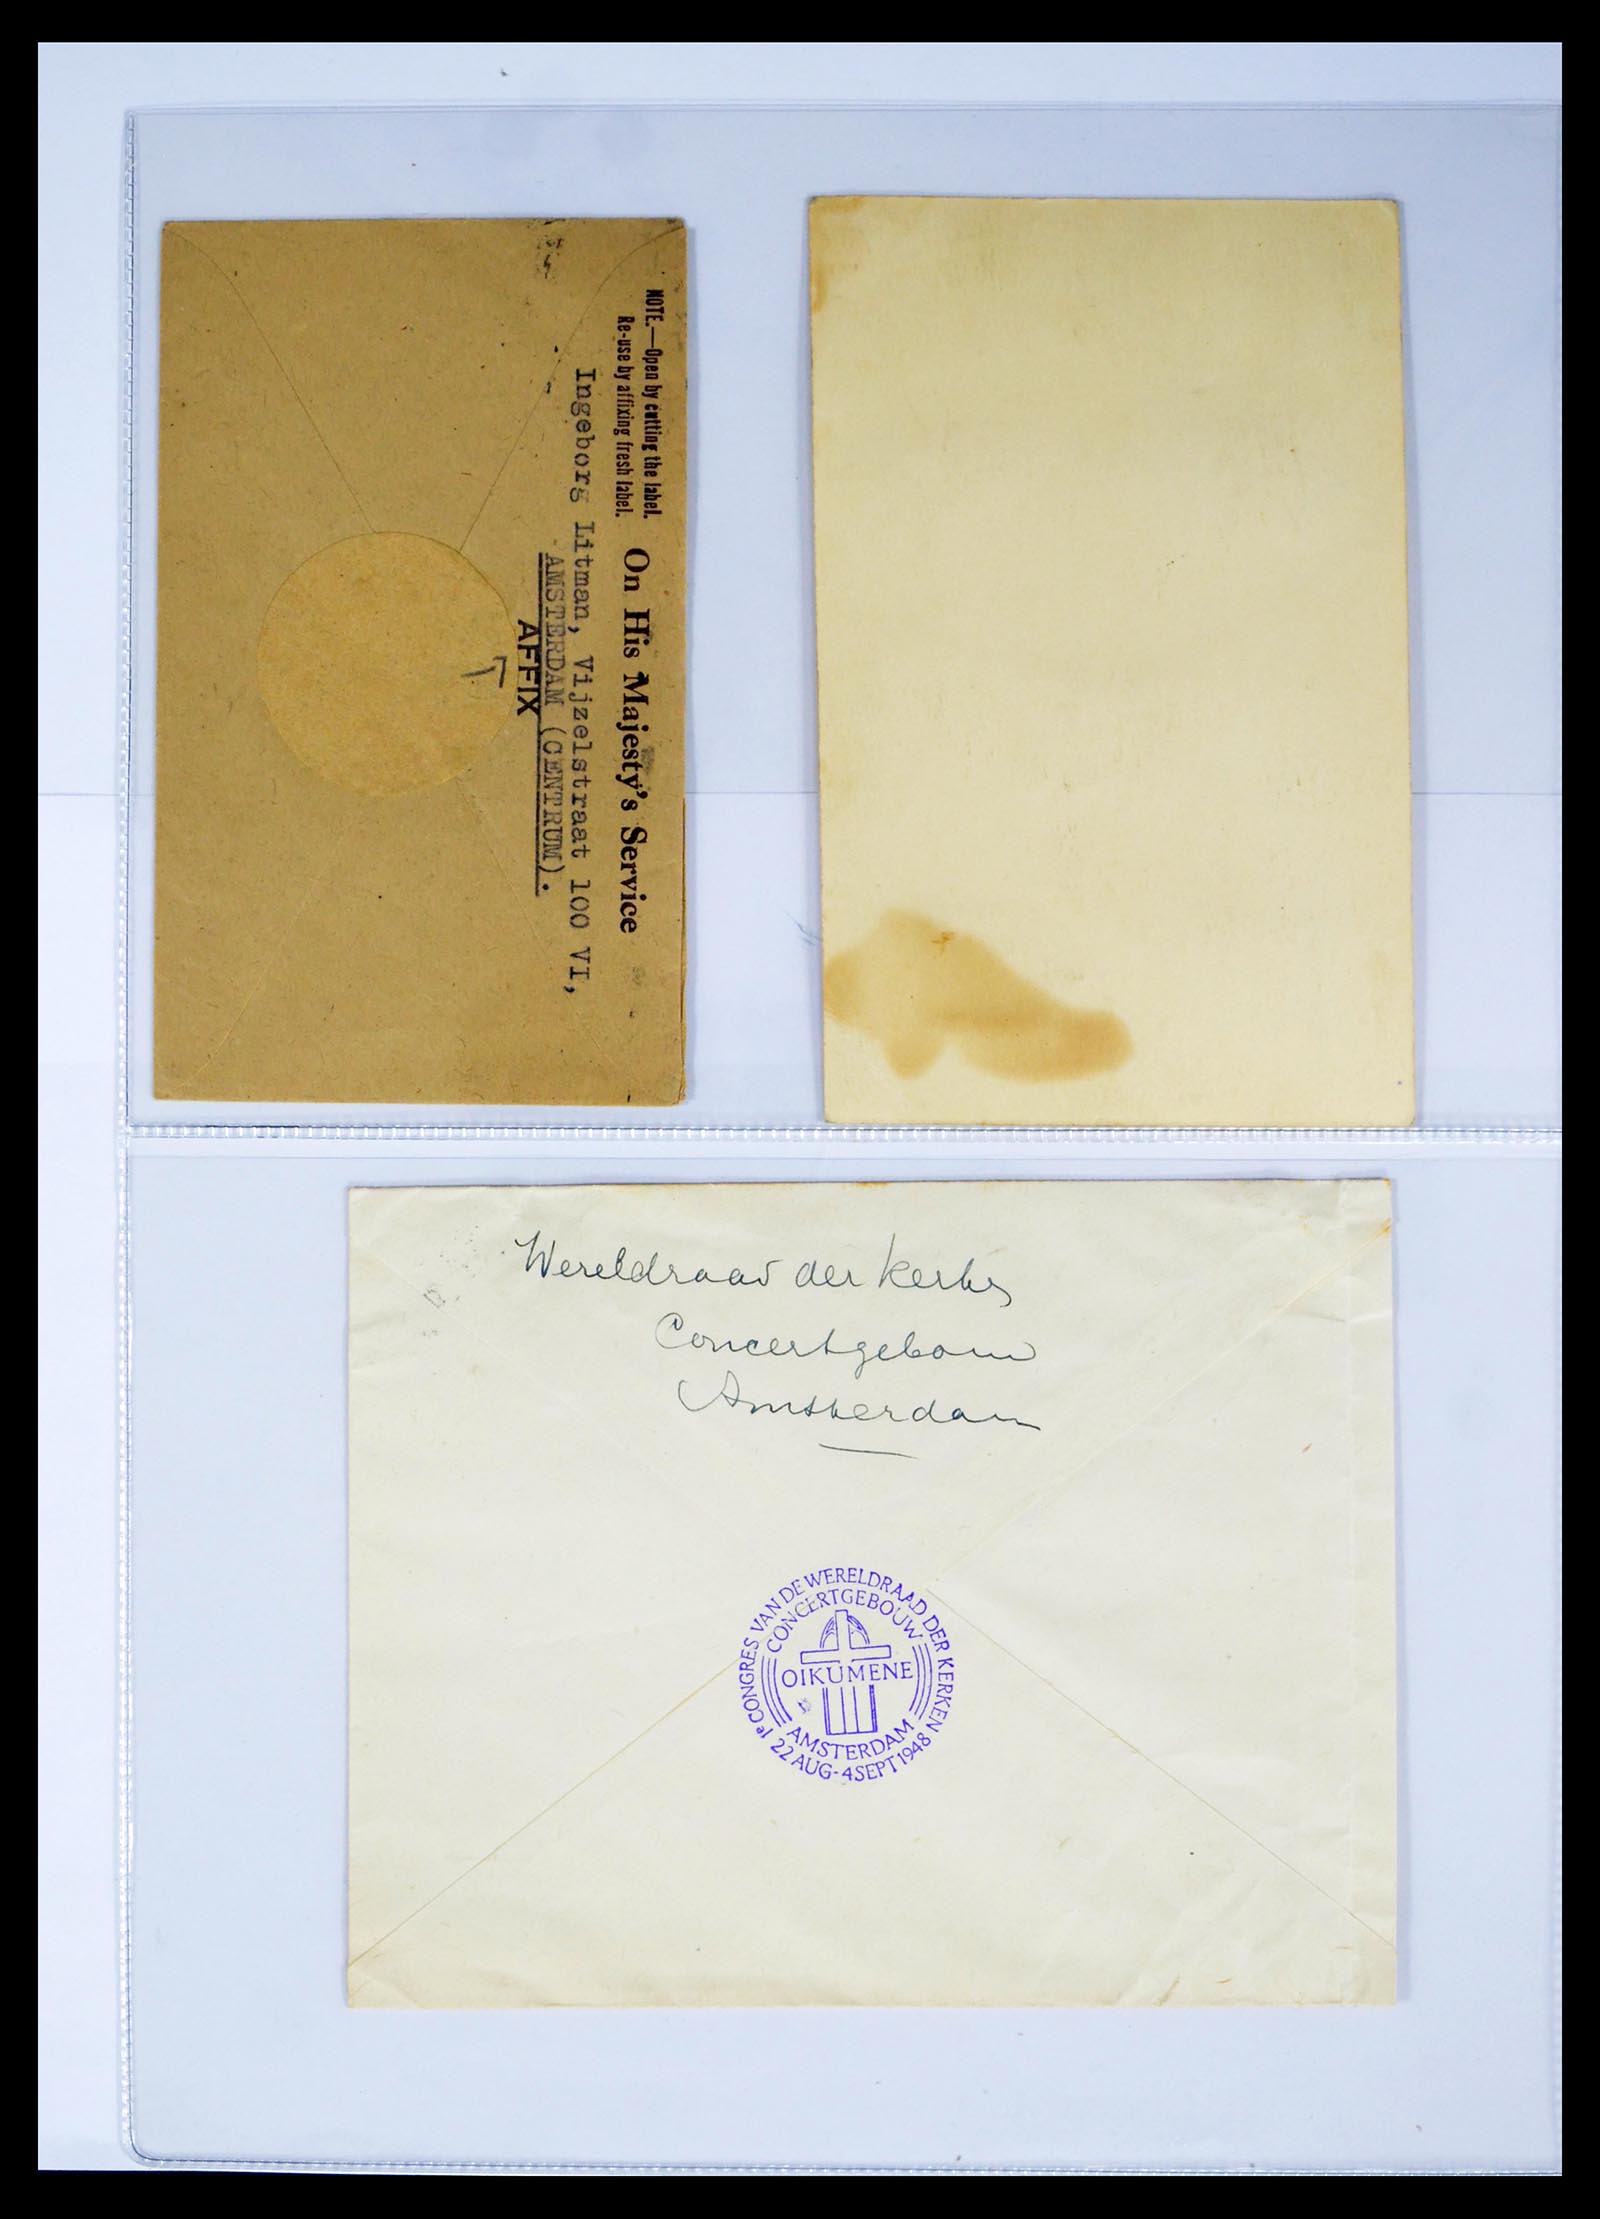 NOTE.—Open by cutting the label.
Re-use by affixing fresh label.
On His Majesty's Service
Ingeborg Litman, Vijzelstraat 100 VI,
AMSTERDAM (CENTRUM).
AFFIX
Wereldraad der Kerken
Concertgebouw
Amsterdam
1e CONGRES VAN DE WERELDRAAD DER KERKEN
CONCERTGEBOUW
OIKUMENE
AMSTERDAM
22 AUG-4 SEPT 1948